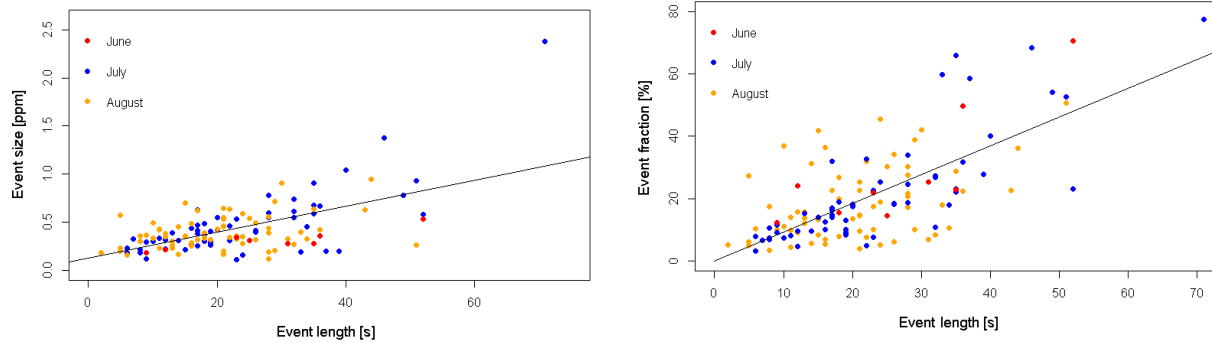 Event size [ppm]
2.5
2.0
1.5
1.0
0.5
0.0
June
July
August
0 20 40 60
Event length [s]
Event fraction [%]
80
60
40
20
0
June
July
August
0 10 20 30 40 50 60 70
Event length [s]